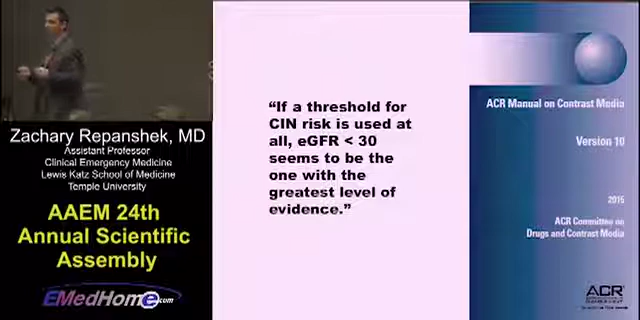 Zachary Repanshek, MD
Assistant Professor
Clinical Emergency Medicine
Lewis Katz School of Medicine
Temple University
AAEM 24th
Annual Scientific
Assembly
EMedHome.com
“If a threshold for
CIN risk is used at
all, eGFR < 30
seems to be the
one with the
greatest level of
evidence.”
ACR Manual on Contrast Media
Version 10
2015
ACR Committee on
Drugs and Contrast Media
ACR